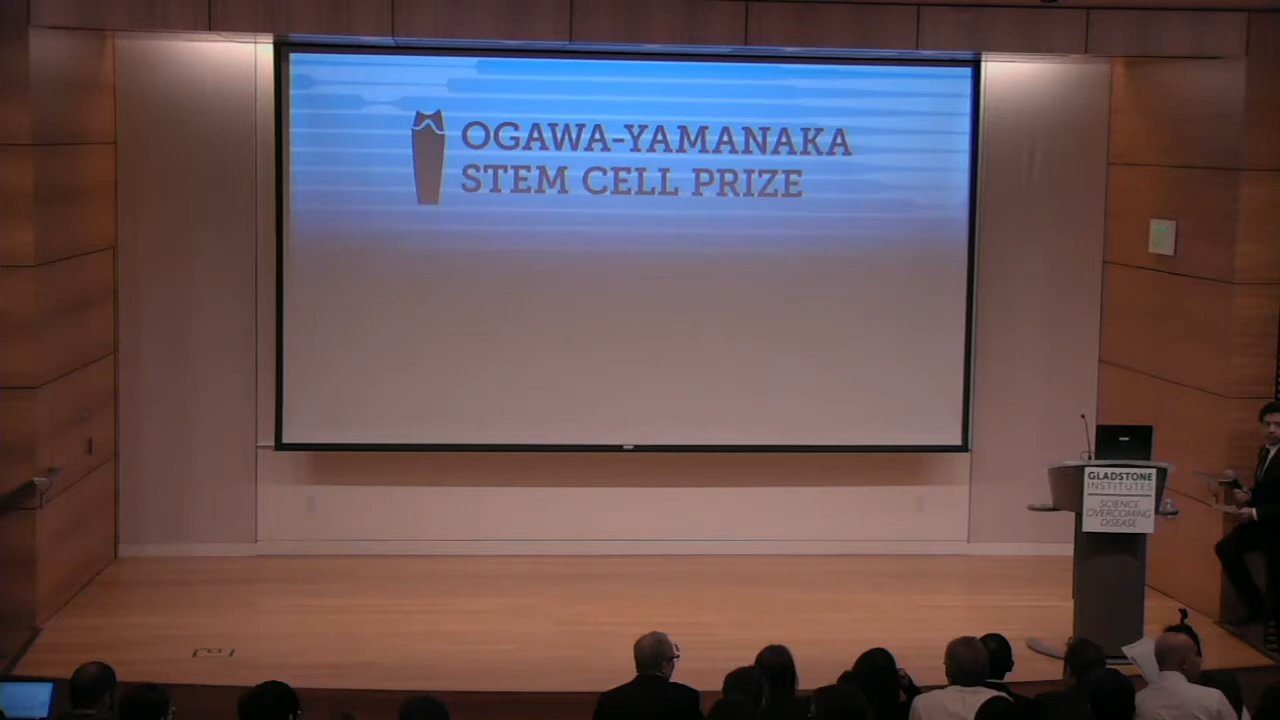 OGAWA-YAMANAKA
STEM CELL PRIZE
GLADSTONE
INSTITUTES
SCIENCE
OVERCOMING
DISEASE